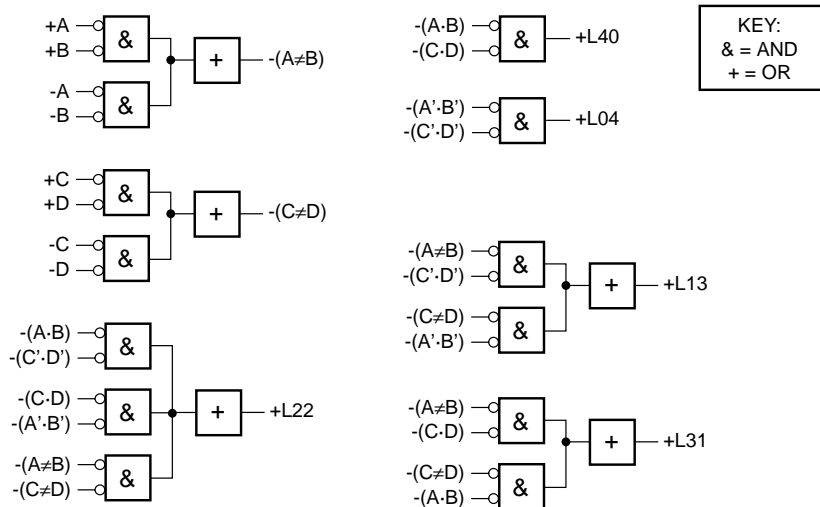 +A
+B
&
-A
-B
&
+
-(A≠B)
+C
+D
&
-C
-D
&
+
-(C≠D)
-(A·B)
-(C'·D')
&
-(C·D)
-(A'·B')
&
-(A≠B)
-(C≠D)
&
+
+L22
-(A·B)
-(C·D)
&
+L40
-(A'·B')
-(C'·D')
&
+L04
-(A≠B)
-(C'·D')
&
-(C≠D)
-(A'·B')
&
+
+L13
-(A≠B)
-(C·D)
&
-(C≠D)
-(A·B)
&
+
+L31
KEY:
& = AND
+ = OR